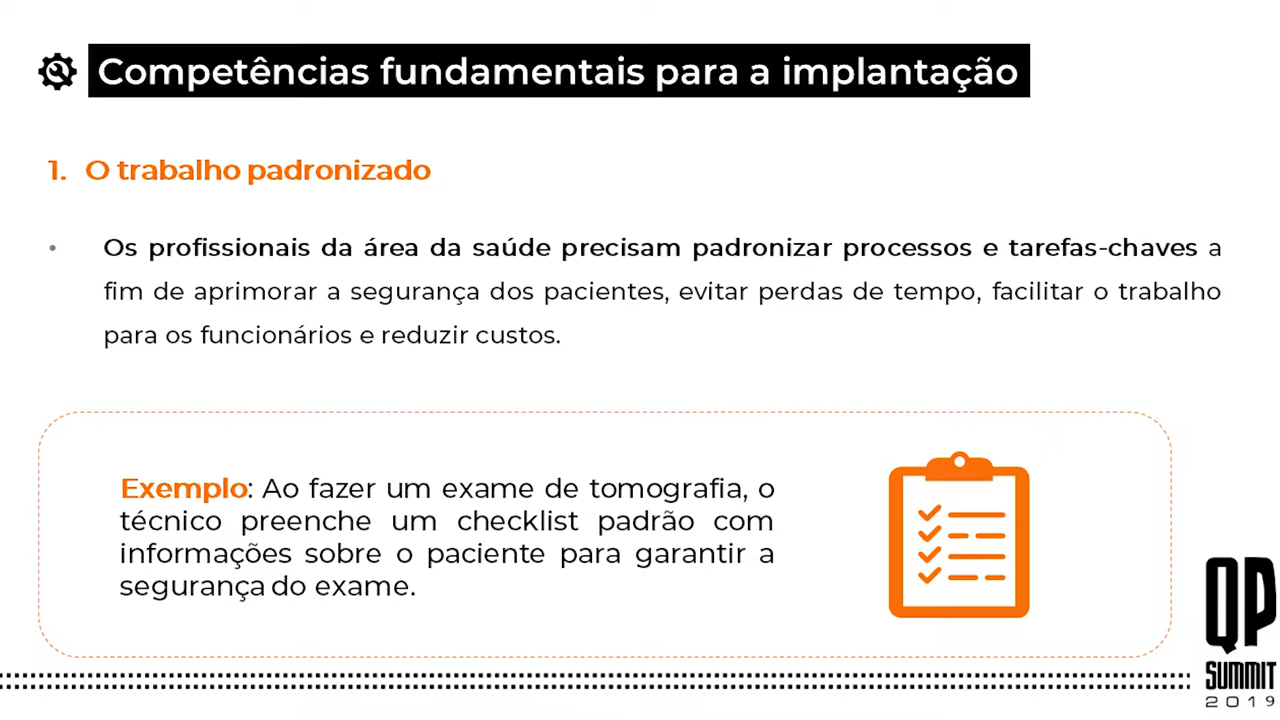 Competências fundamentais para a implantação
1. O trabalho padronizado
• Os profissionais da área da saúde precisam padronizar processos e tarefas-chaves a
fim de aprimorar a segurança dos pacientes, evitar perdas de tempo, facilitar o trabalho
para os funcionários e reduzir custos.
Exemplo: Ao fazer um exame de tomografia, o
técnico preenche um checklist padrão com
informações sobre o paciente para garantir a
segurança do exame.
QP
SUMMIT
2019